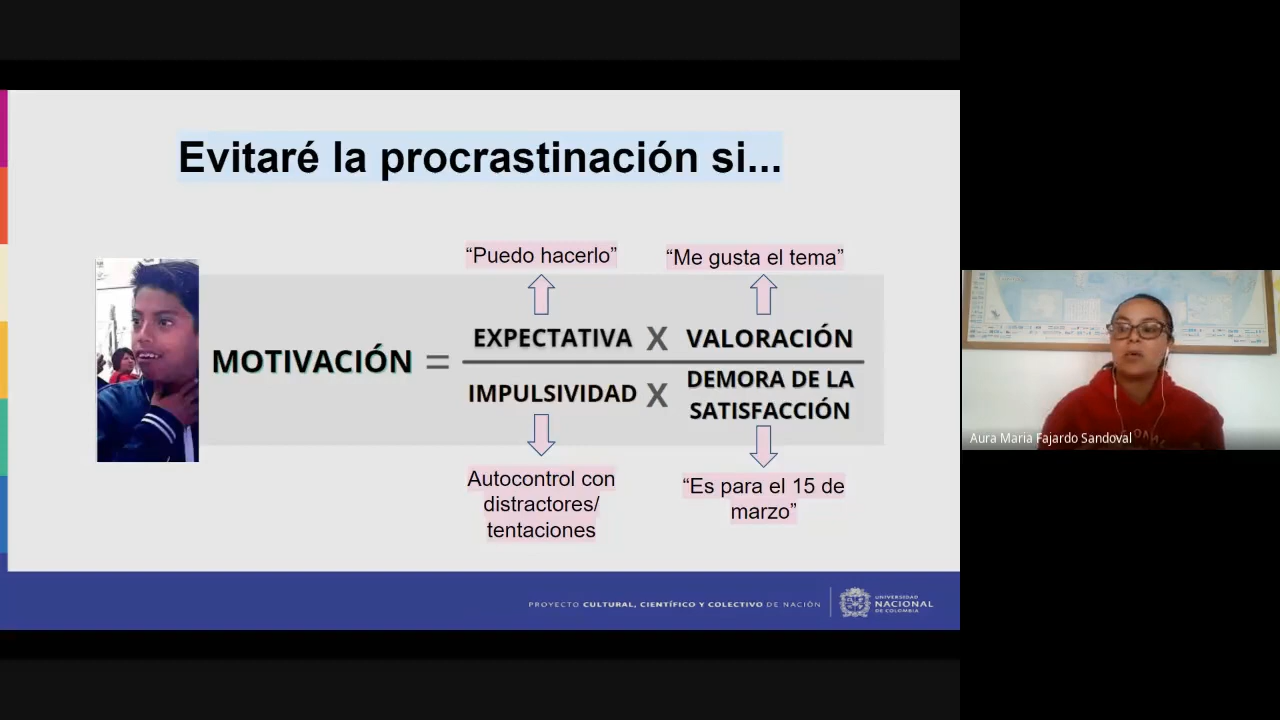 Evitaré la procrastinación si...
“Puedo hacerlo”
“Me gusta el tema”
EXPECTATIVA X VALORACIÓN
MOTIVACIÓN =
IMPULSIVIDAD X DEMORA DE LA
SATISFACCIÓN
Autocontrol con
distractores/
tentaciones
“Es para el 15 de
marzo”
PROYECTO CULTURAL, CIENTÍFICO Y COLECTIVO DE NACIÓN
UNIVERSIDAD
NACIONAL
DE COLOMBIA
Aura Maria Fajardo Sandoval